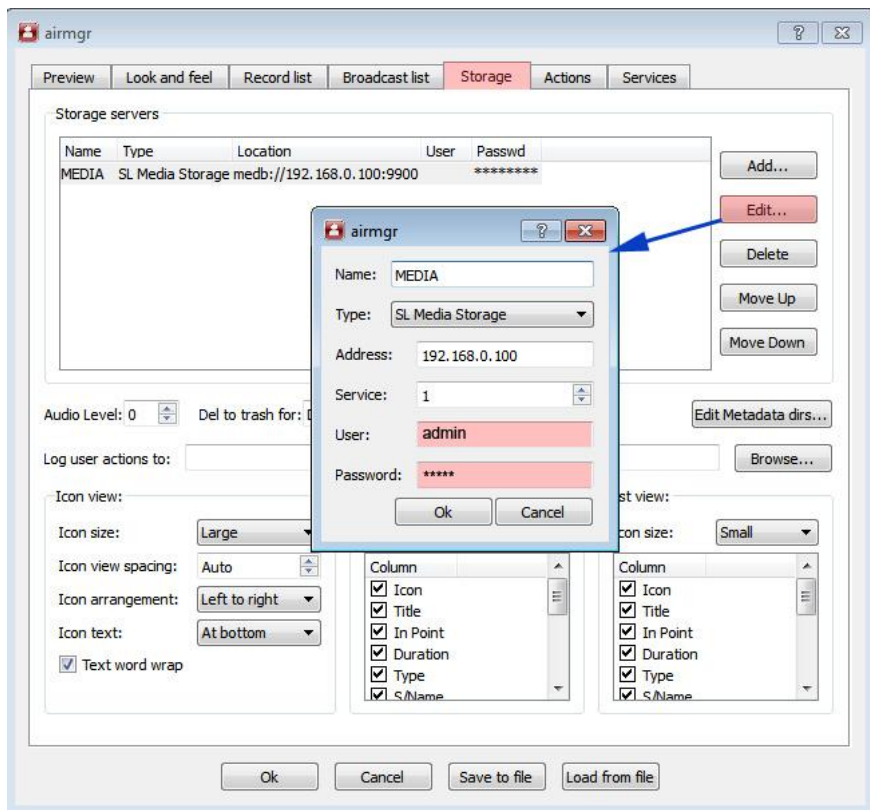 airmgr
Preview Look and feel Record list Broadcast list Storage Actions Services
Storage servers
Name Type Location User Passwd
MEDIA SL Media Storage medb://192.168.0.100:9900 ********
Add...
Edit...
Delete
Move Up
Move Down
airmgr
Name: MEDIA
Type: SL Media Storage
Address: 192.168.0.100
Service: 1
User: admin
Password: *****
Ok Cancel
Audio Level: 0 Del to trash for: Edit Metadata dirs...
Log user actions to: Browse...
Icon view:
Icon size: Large
Icon view spacing: Auto
Icon arrangement: Left to right
Icon text: At bottom
Text word wrap
Column
Icon
Title
In Point
Duration
Type
S/Name
st view:
con size: Small
Column
Icon
Title
In Point
Duration
Type
S/Name
Ok Cancel Save to file Load from file